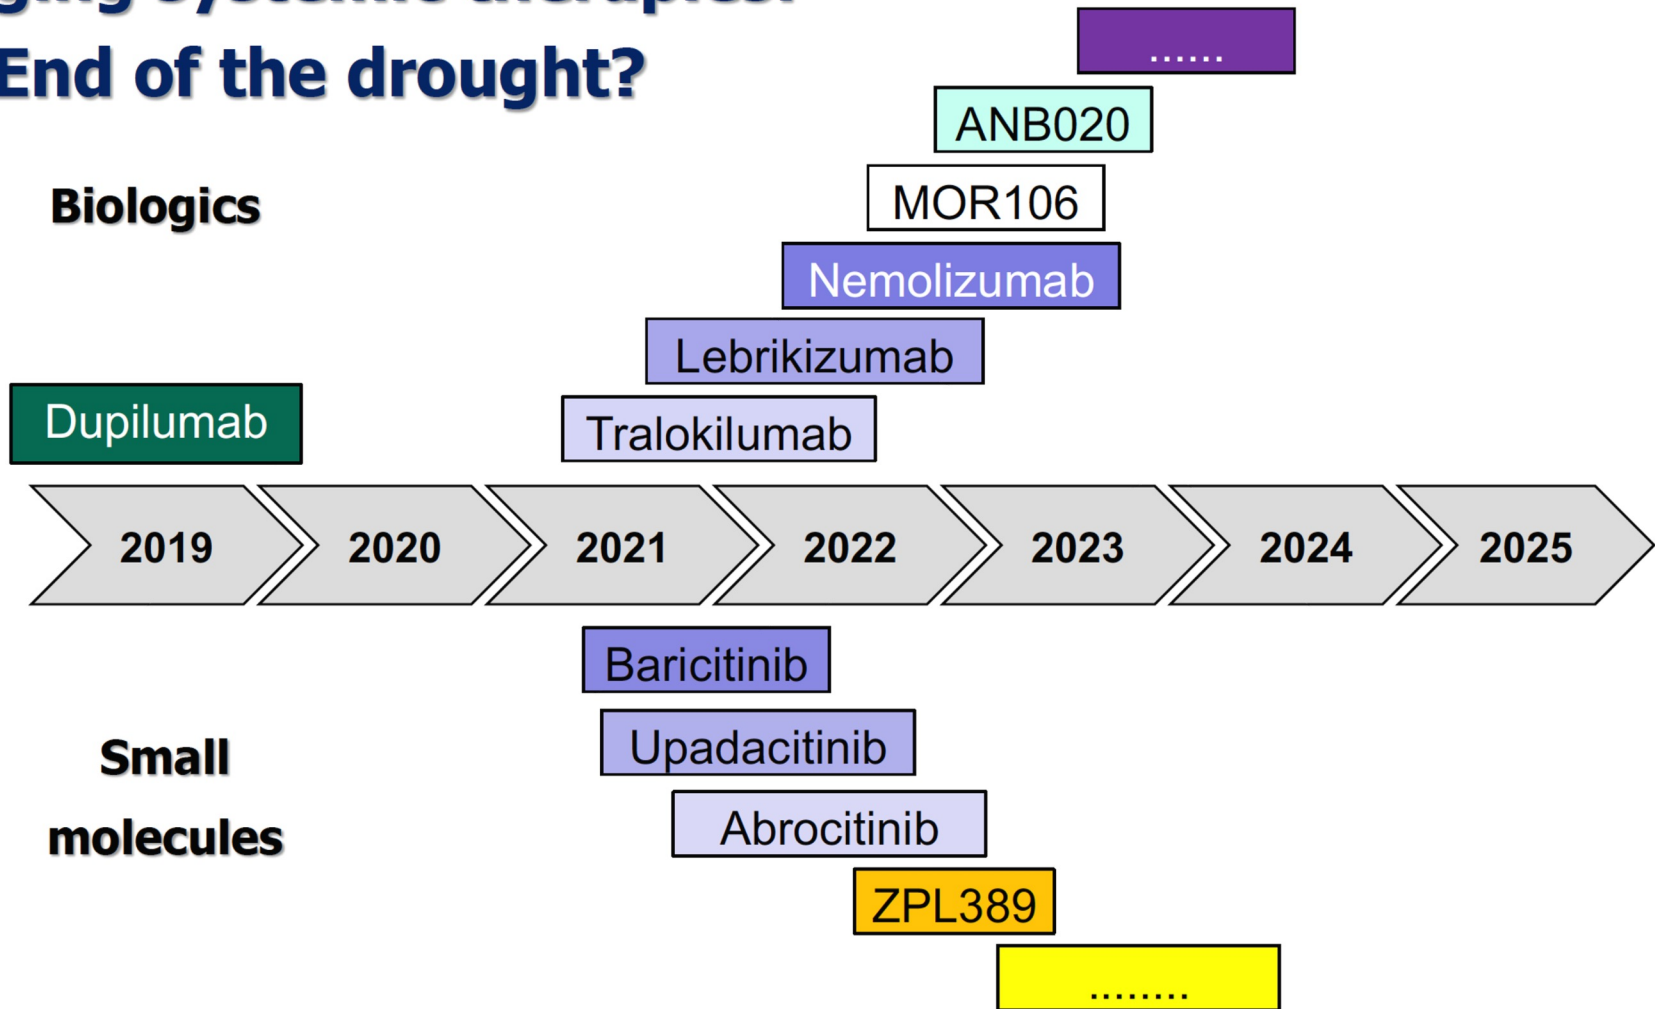 End of the drought?
......
ANB020
Biologics
MOR106
Nemolizumab
Lebrikizumab
Dupilumab
Tralokilumab
2019 2020 2021 2022 2023 2024 2025
Baricitinib
Upadacitinib
Small
molecules
Abrocitinib
ZPL389
........